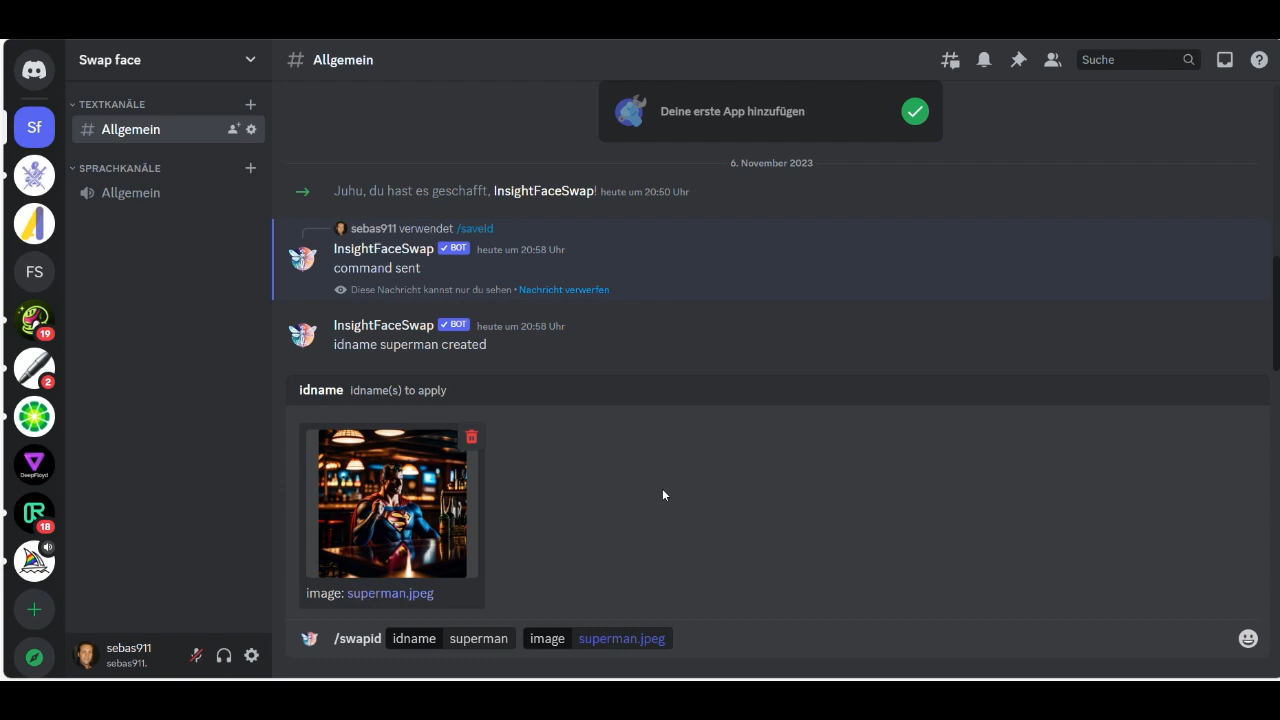 Swap face
Allgemein
Suche
TEXTKANÄLE
Allgemein
SPRACHKANÄLE
Allgemein
Sf
FS
19
2
DeepFloyd
18
Deine erste App hinzufügen
6. November 2023
Juhu, du hast es geschafft, InsightFaceSwap! heute um 20:50 Uhr
sebas911 verwendet /saveid
InsightFaceSwap ✓ BOT heute um 20:58 Uhr
command sent
Diese Nachricht kannst nur du sehen • Nachricht verwerfen
InsightFaceSwap ✓ BOT heute um 20:58 Uhr
idname superman created
idname idname(s) to apply
image: superman.jpeg
/swapid idname superman image superman.jpeg
sebas911
sebas911.